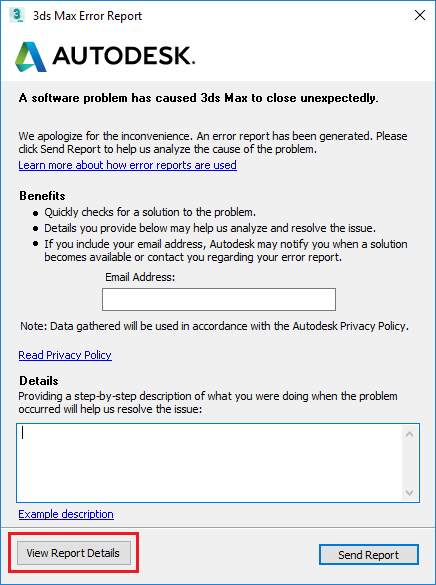 3ds Max Error Report
AUTODESK.
A software problem has caused 3ds Max to close unexpectedly.
We apologize for the inconvenience. An error report has been generated. Please
click Send Report to help us analyze the cause of the problem.
Learn more about how error reports are used
Benefits
• Quickly checks for a solution to the problem.
• Details you provide below may help us analyze and resolve the issue.
• If you include your email address, Autodesk may notify you when a solution
becomes available or contact you regarding your error report.
Email Address:
Note: Data gathered will be used in accordance with the Autodesk Privacy Policy.
Read Privacy Policy
Details
Providing a step-by-step description of what you were doing when the problem
occurred will help us resolve the issue:
Example description
View Report Details
Send Report